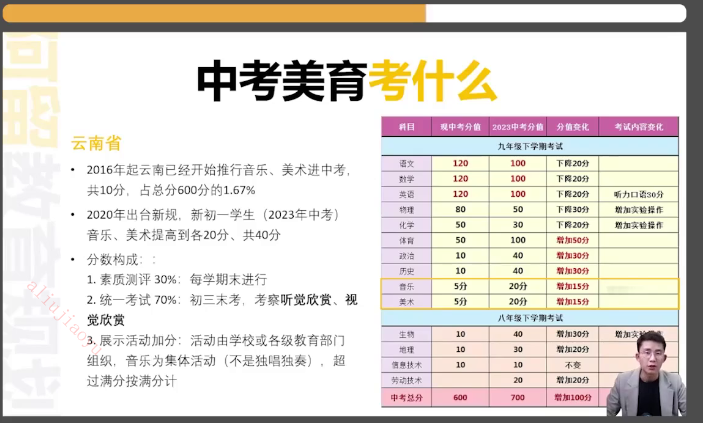 中考美育考什么
云南省
• 2016年起云南已经开始推行音乐、美术进中考，
共10分，占总分600分的1.67%
• 2020年出台新规，新初一学生（2023年中考）
音乐、美术提高到各20分、共40分
• 分数构成：:
1. 素质测评 30%：每学期末进行
2. 统一考试 70%：初三末考，考察听觉欣赏、视
觉欣赏
3. 展示活动加分：活动由学校或各级教育部门
组织，音乐为集体活动（不是独唱独奏），超
过满分按满分计
科目 现中考分值 2023中考分值 分值变化 考试内容变化
九年级下学期考试
语文 120 100 下降20分
数学 120 100 下降20分
英语 120 100 下降20分 听力口语30分
物理 80 50 下降30分 增加实验操作
化学 50 30 下降20分 增加实验操作
体育 50 100 增加50分
政治 10 40 增加30分
历史 10 40 增加30分
音乐 5分 20分 增加15分
美术 5分 20分 增加15分
八年级下学期考试
生物 10 40 增加30分 增加实验操作
地理 10 30 增加20分
信息技术 10 10 不变
劳动技术 20 增加20分
中考总分 600 700 增加100分
阿留教育规划
alinjiaoyu